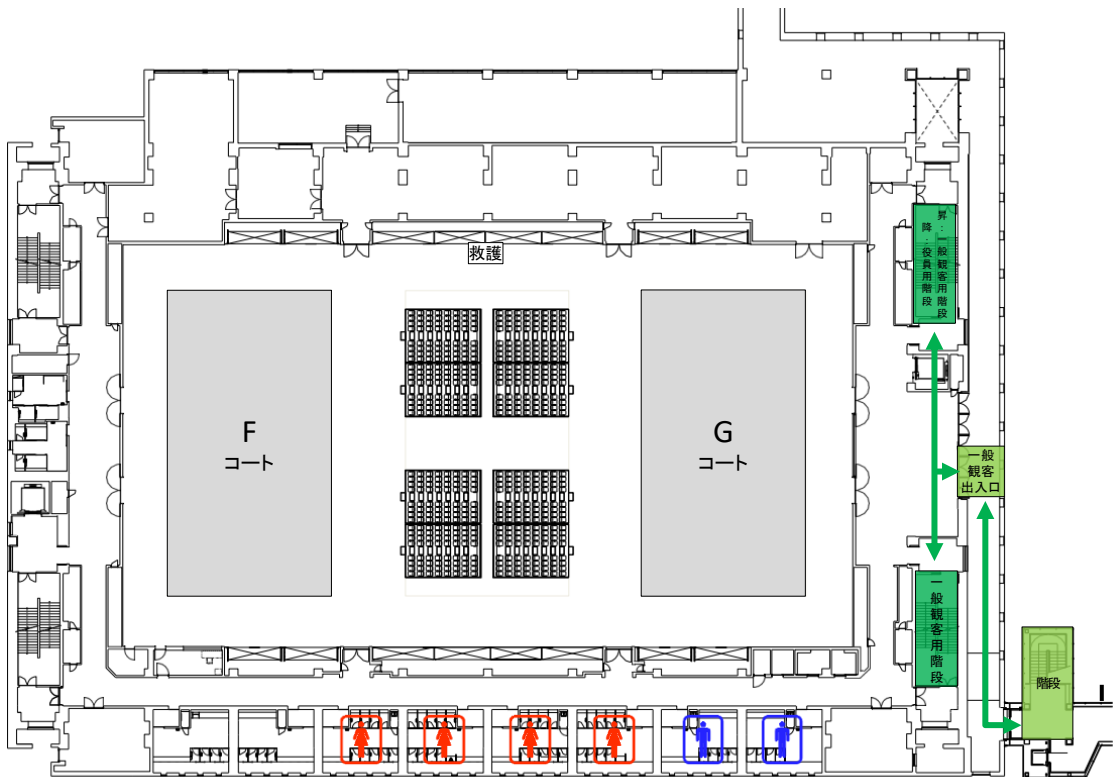 救護
昇：一般観客用階段
降：役員用階段
F
コート
G
コート
一般
観客
出入口
一般観客用階段
階段